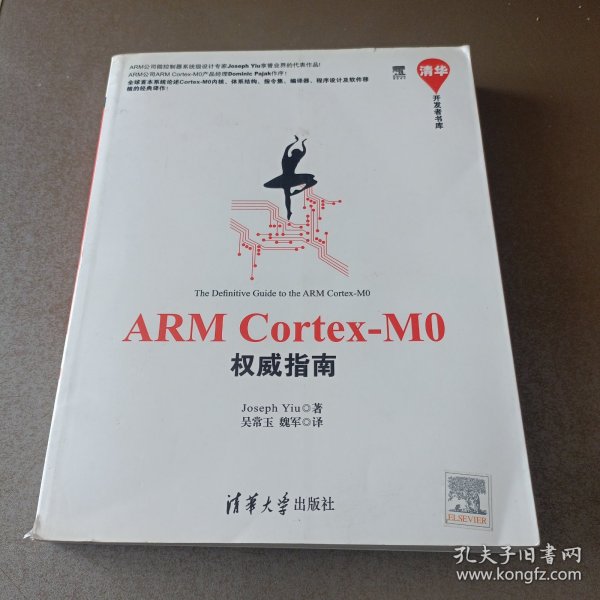 ARM公司微控制器系统级设计专家Joseph Yiu享誉业界的代表作品!
ARM公司ARM Cortex-M0产品经理Dominic Pajak作序!
全球首本系统论述Cortex-M0内核、体系结构、指令集、编译器、程序设计及软件移
植的经典译作!
清华
开发者书库
The Definitive Guide to the ARM Cortex-M0
ARM Cortex-M0
权威指南
Joseph Yiu◎著
吴常玉 魏军◎译
清华大学出版社
ELSEVIER
孔夫子旧书网
www.kongfz.com